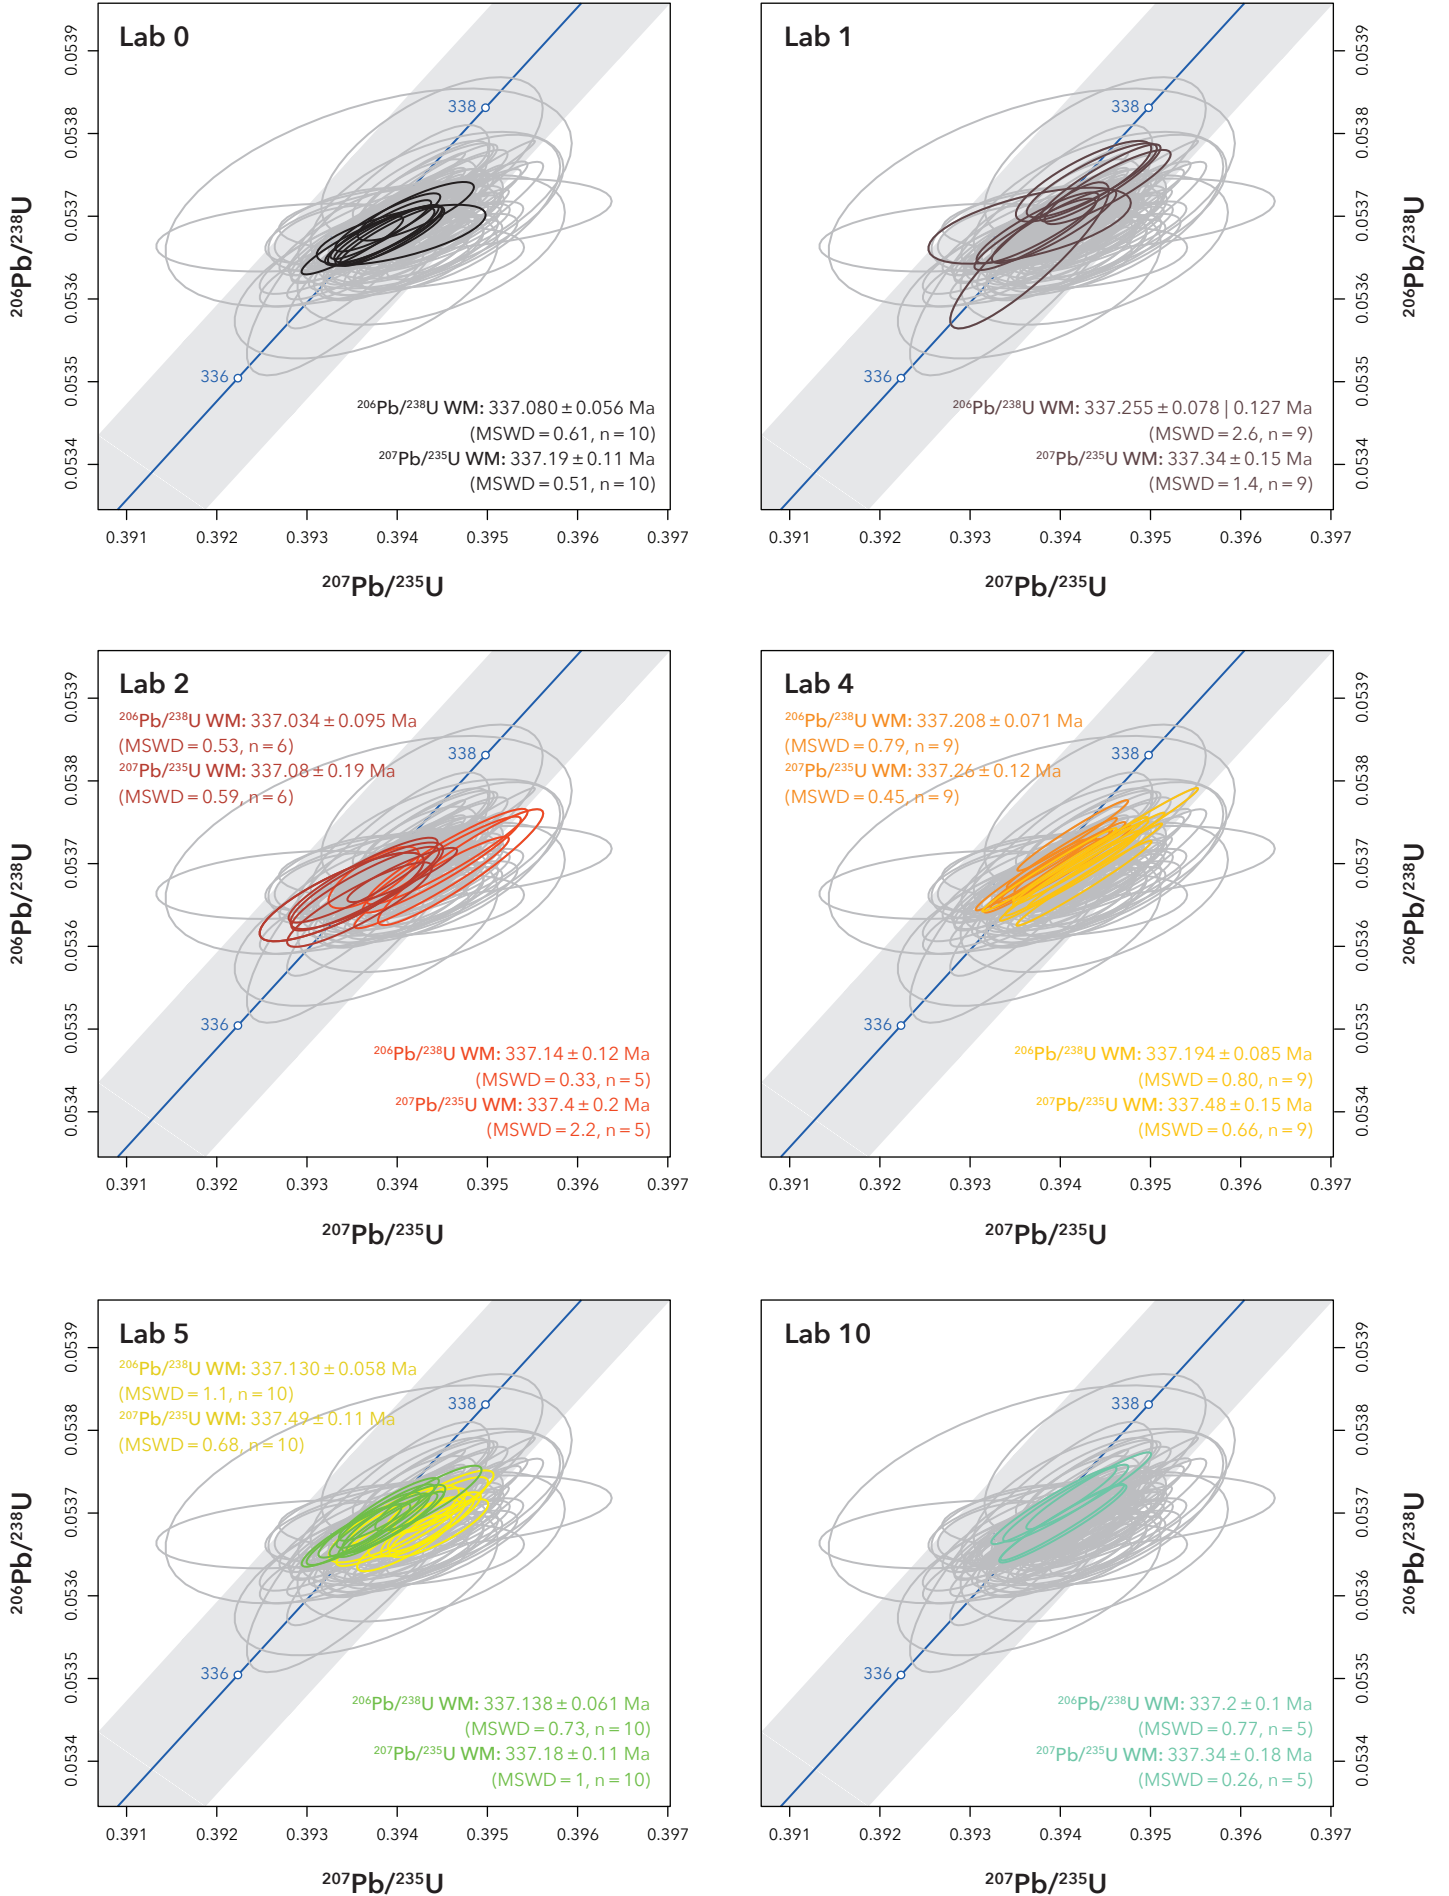 Lab 0
338
336
²⁰⁶Pb/²³⁸U WM: 337.080 ± 0.056 Ma
(MSWD = 0.61, n = 10)
²⁰⁷Pb/²³⁵U WM: 337.19 ± 0.11 Ma
(MSWD = 0.51, n = 10)
0.0539
0.0538
0.0537
0.0536
0.0535
0.0534
²⁰⁶Pb/²³⁸U
0.391 0.392 0.393 0.394 0.395 0.396 0.397
²⁰⁷Pb/²³⁵U
Lab 1
338
336
²⁰⁶Pb/²³⁸U WM: 337.255 ± 0.078 | 0.127 Ma
(MSWD = 2.6, n = 9)
²⁰⁷Pb/²³⁵U WM: 337.34 ± 0.15 Ma
(MSWD = 1.4, n = 9)
0.0539
0.0538
0.0537
0.0536
0.0535
0.0534
²⁰⁶Pb/²³⁸U
0.391 0.392 0.393 0.394 0.395 0.396 0.397
²⁰⁷Pb/²³⁵U
Lab 2
²⁰⁶Pb/²³⁸U WM: 337.034 ± 0.095 Ma
(MSWD = 0.53, n = 6)
²⁰⁷Pb/²³⁵U WM: 337.08 ± 0.19 Ma
(MSWD = 0.59, n = 6)
338
336
²⁰⁶Pb/²³⁸U WM: 337.14 ± 0.12 Ma
(MSWD = 0.33, n = 5)
²⁰⁷Pb/²³⁵U WM: 337.4 ± 0.2 Ma
(MSWD = 2.2, n = 5)
0.0539
0.0538
0.0537
0.0536
0.0535
0.0534
²⁰⁶Pb/²³⁸U
0.391 0.392 0.393 0.394 0.395 0.396 0.397
²⁰⁷Pb/²³⁵U
Lab 4
²⁰⁶Pb/²³⁸U WM: 337.208 ± 0.071 Ma
(MSWD = 0.79, n = 9)
²⁰⁷Pb/²³⁵U WM: 337.26 ± 0.12 Ma
(MSWD = 0.45, n = 9)
338
336
²⁰⁶Pb/²³⁸U WM: 337.194 ± 0.085 Ma
(MSWD = 0.80, n = 9)
²⁰⁷Pb/²³⁵U WM: 337.48 ± 0.15 Ma
(MSWD = 0.66, n = 9)
0.0539
0.0538
0.0537
0.0536
0.0535
0.0534
²⁰⁶Pb/²³⁸U
0.391 0.392 0.393 0.394 0.395 0.396 0.397
²⁰⁷Pb/²³⁵U
Lab 5
²⁰⁶Pb/²³⁸U WM: 337.130 ± 0.058 Ma
(MSWD = 1.1, n = 10)
²⁰⁷Pb/²³⁵U WM: 337.49 ± 0.11 Ma
(MSWD = 0.68, n = 10)
338
336
²⁰⁶Pb/²³⁸U WM: 337.138 ± 0.061 Ma
(MSWD = 0.73, n = 10)
²⁰⁷Pb/²³⁵U WM: 337.18 ± 0.11 Ma
(MSWD = 1, n = 10)
0.0539
0.0538
0.0537
0.0536
0.0535
0.0534
²⁰⁶Pb/²³⁸U
0.391 0.392 0.393 0.394 0.395 0.396 0.397
²⁰⁷Pb/²³⁵U
Lab 10
338
336
²⁰⁶Pb/²³⁸U WM: 337.2 ± 0.1 Ma
(MSWD = 0.77, n = 5)
²⁰⁷Pb/²³⁵U WM: 337.34 ± 0.18 Ma
(MSWD = 0.26, n = 5)
0.0539
0.0538
0.0537
0.0536
0.0535
0.0534
²⁰⁶Pb/²³⁸U
0.391 0.392 0.393 0.394 0.395 0.396 0.397
²⁰⁷Pb/²³⁵U